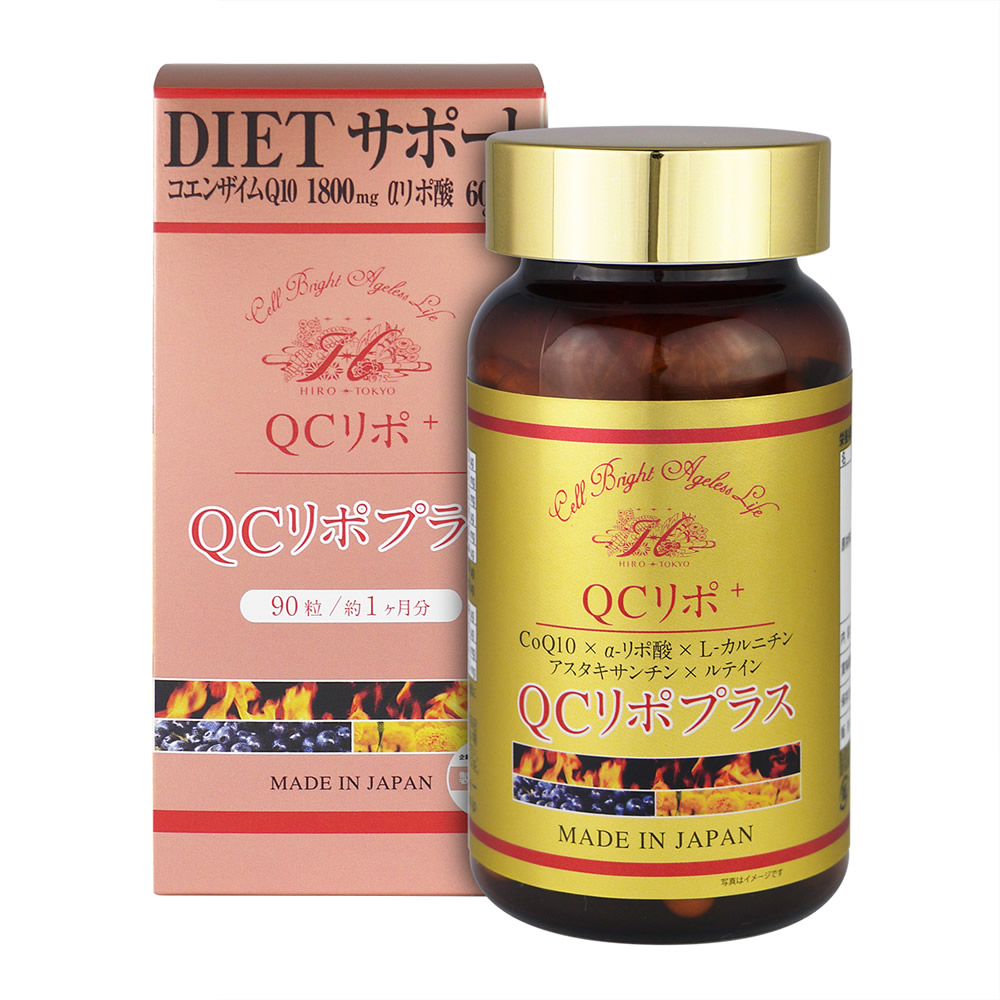 DIET サポート
コエンザイムQ10 1800mg αリポ酸
Cell Bright Ageless Life
H
HIRO TOKYO
QCリポ+
QCリポプラ
90粒/約1ヶ月分
MADE IN JAPAN
Cell Bright Ageless Life
H
HIRO TOKYO
QCリポ+
CoQ10 × α-リポ酸 × L-カルニチン
アスタキサンチン × ルテイン
QCリポプラス
MADE IN JAPAN
写真はイメージです